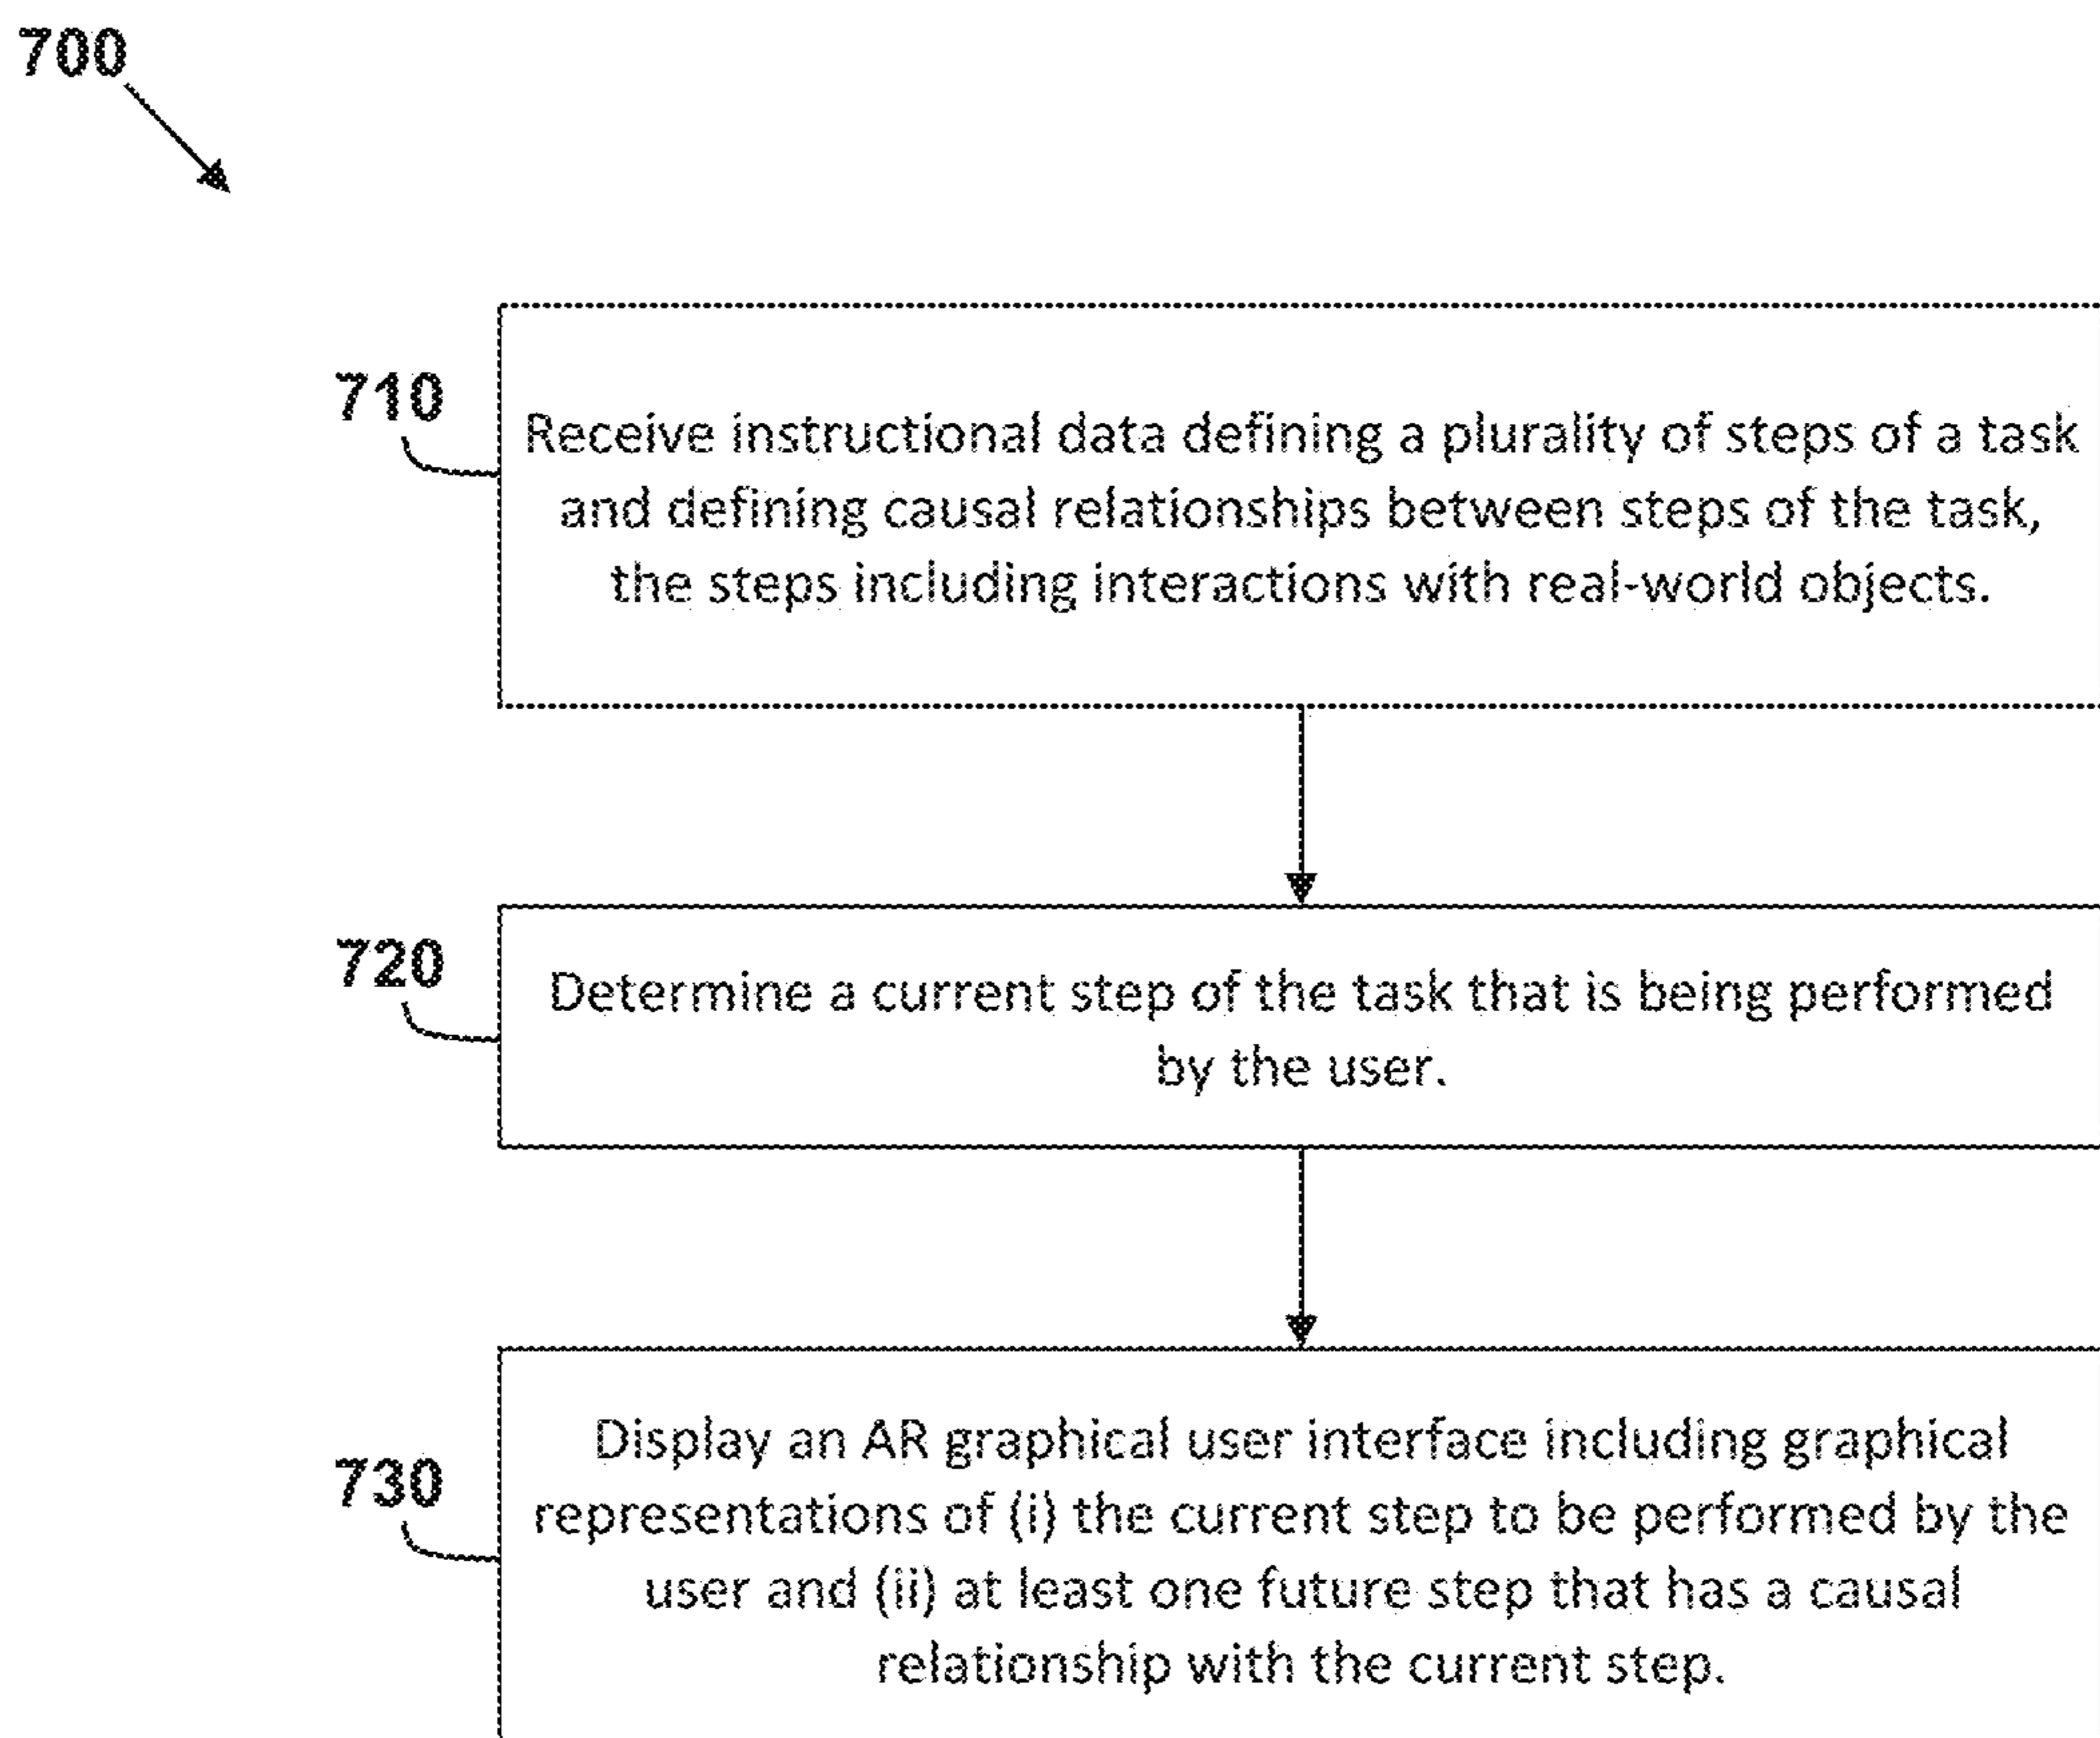 700
710
Receive instructional data defining a plurality of steps of a task
and defining causal relationships between steps of the task,
the steps including interactions with real-world objects.
720
Determine a current step of the task that is being performed
by the user.
730
Display an AR graphical user interface including graphical
representations of (i) the current step to be performed by the
user and (ii) at least one future step that has a causal
relationship with the current step.